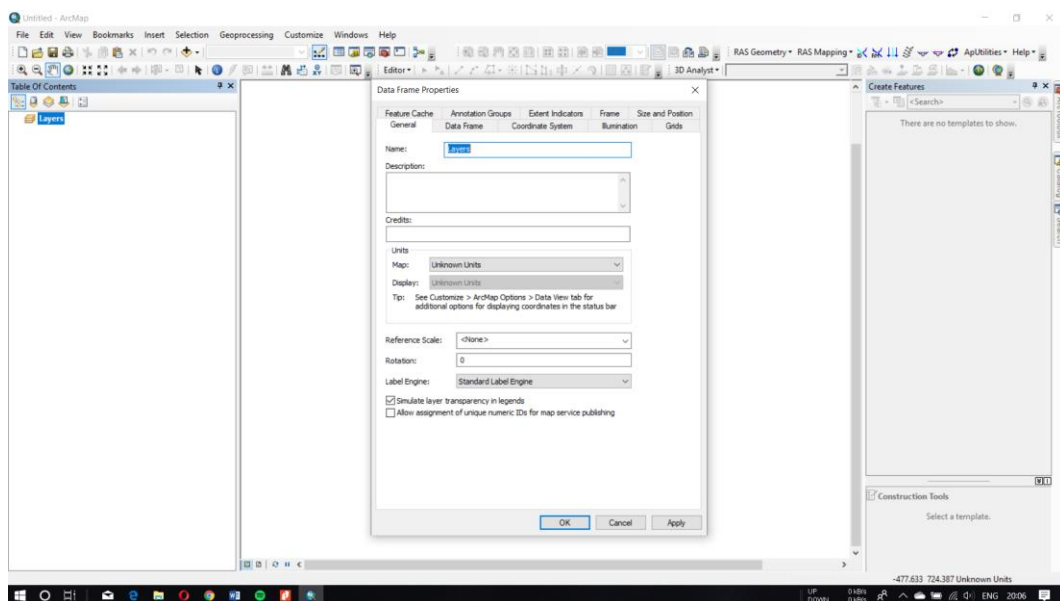 Untitled - ArcMap
File Edit View Bookmarks Insert Selection Geoprocessing Customize Windows Help
RAS Geometry RAS Mapping ApUtilities Help
Editor 3D Analyst
Table Of Contents
Layers
Data Frame Properties
Feature Cache Annotation Groups Extent Indicators Frame Size and Position
General Data Frame Coordinate System Illumination Grids
Name: Layers
Description:
Credits:
Units
Map: Unknown Units
Display: Unknown Units
Tip: See Customize > ArcMap Options > Data View tab for
additional options for displaying coordinates in the status bar
Reference Scale: <None>
Rotation: 0
Label Engine: Standard Label Engine
Simulate layer transparency in legends
Allow assignment of unique numeric IDs for map service publishing
OK Cancel Apply
Create Features
<Search>
There are no templates to show.
Construction Tools
Select a template.
-477.633 724.387 Unknown Units
UP 0 kB/s
DOWN 0 kB/s
ENG 20:06